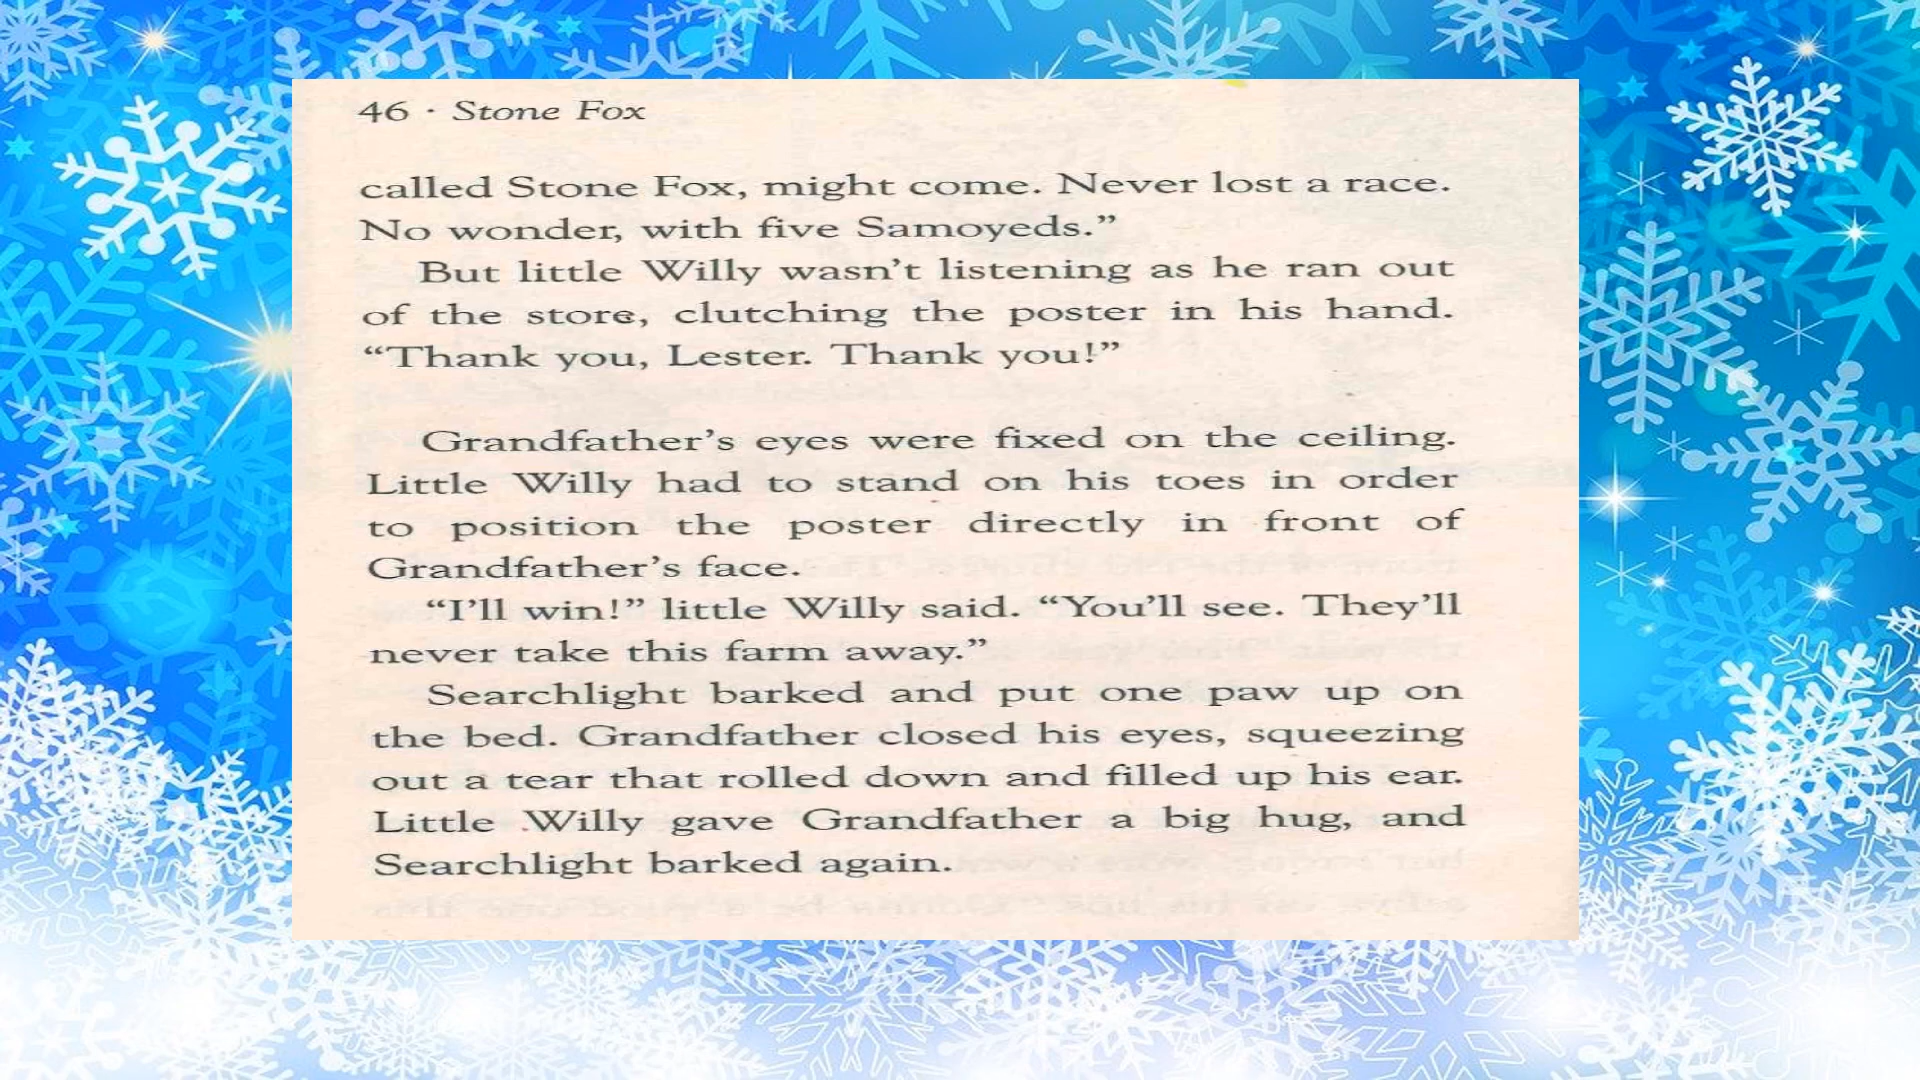 46 · Stone Fox
called Stone Fox, might come. Never lost a race.
No wonder, with five Samoyeds.”
But little Willy wasn’t listening as he ran out
of the store, clutching the poster in his hand.
“Thank you, Lester. Thank you!”
Grandfather’s eyes were fixed on the ceiling.
Little Willy had to stand on his toes in order
to position the poster directly in front of
Grandfather’s face.
“I’ll win!” little Willy said. “You’ll see. They’ll
never take this farm away.”
Searchlight barked and put one paw up on
the bed. Grandfather closed his eyes, squeezing
out a tear that rolled down and filled up his ear.
Little Willy gave Grandfather a big hug, and
Searchlight barked again.